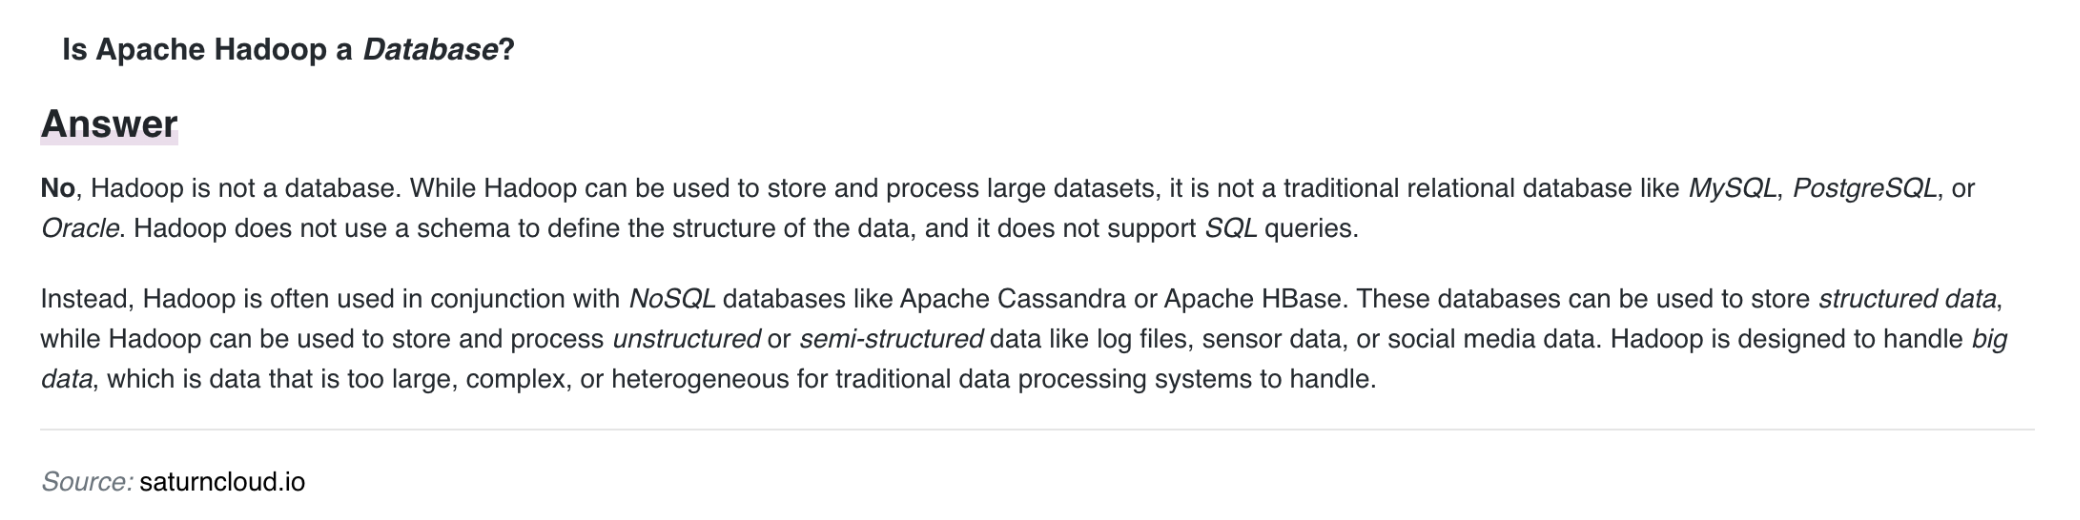 Is Apache Hadoop a Database?
Answer
No, Hadoop is not a database. While Hadoop can be used to store and process large datasets, it is not a traditional relational database like MySQL, PostgreSQL, or
Oracle. Hadoop does not use a schema to define the structure of the data, and it does not support SQL queries.
Instead, Hadoop is often used in conjunction with NoSQL databases like Apache Cassandra or Apache HBase. These databases can be used to store structured data,
while Hadoop can be used to store and process unstructured or semi-structured data like log files, sensor data, or social media data. Hadoop is designed to handle big
data, which is data that is too large, complex, or heterogeneous for traditional data processing systems to handle.
Source: saturncloud.io